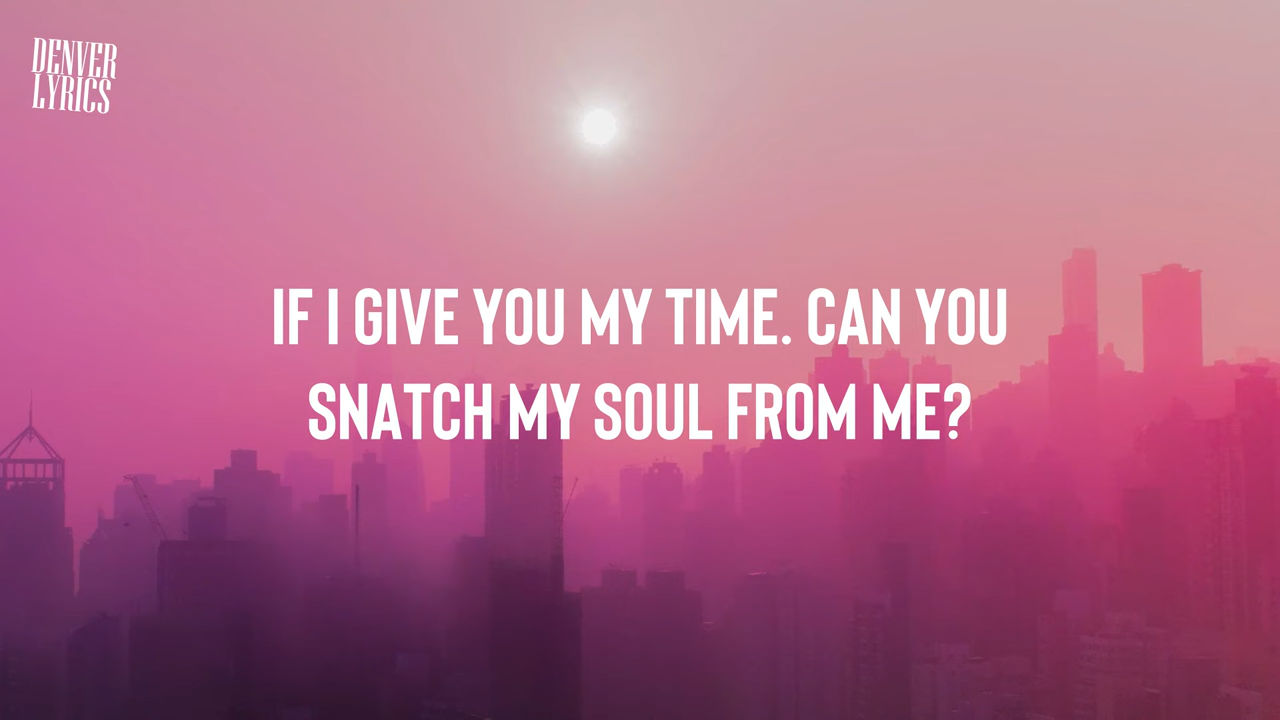 DENVER
LYRICS
IF I GIVE YOU MY TIME. CAN YOU
SNATCH MY SOUL FROM ME?